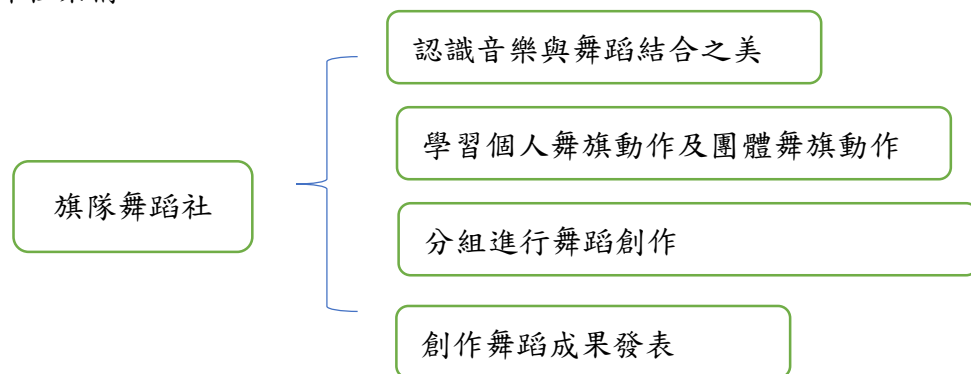 認識音樂與舞蹈結合之美
學習個人舞旗動作及團體舞旗動作
旗隊舞蹈社
分組進行舞蹈創作
創作舞蹈成果發表